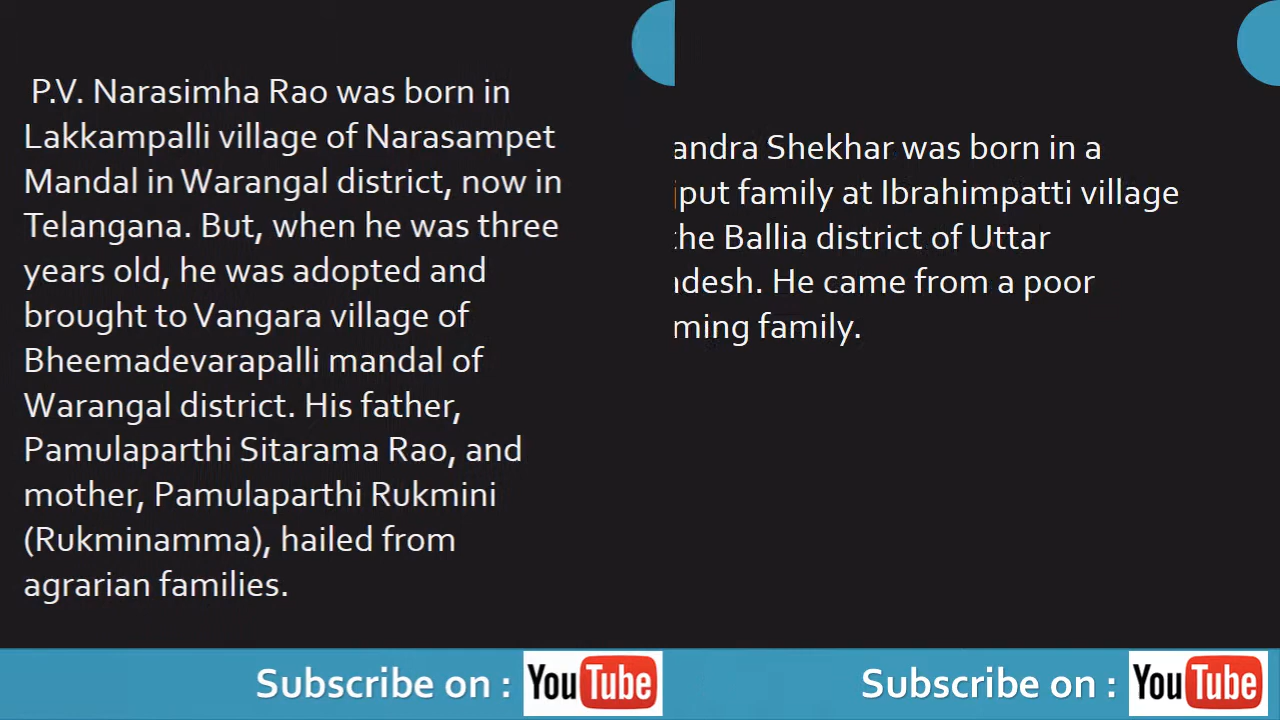 P.V. Narasimha Rao was born in
Lakkampalli village of Narasampet
Mandal in Warangal district, now in
Telangana. But, when he was three
years old, he was adopted and
brought to Vangara village of
Bheemadevarapalli mandal of
Warangal district. His father,
Pamulaparthi Sitarama Rao, and
mother, Pamulaparthi Rukmini
(Rukminamma), hailed from
agrarian families.
andra Shekhar was born in a
put family at Ibrahimpatti village
he Ballia district of Uttar
desh. He came from a poor
ming family.
Subscribe on : YouTube
Subscribe on : YouTube